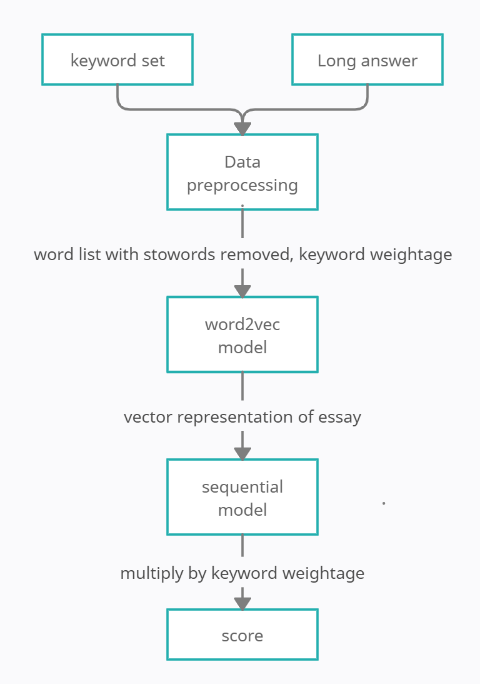 keyword set
Long answer
Data
preprocessing
word list with stowords removed, keyword weightage
word2vec
model
vector representation of essay
sequential
model
multiply by keyword weightage
score